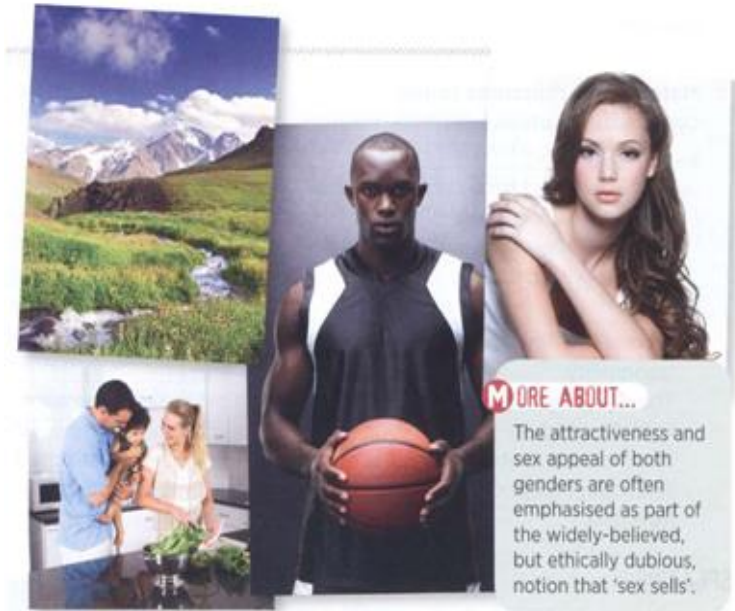 MORE ABOUT...
The attractiveness and
sex appeal of both
genders are often
emphasised as part of
the widely-believed,
but ethically dubious,
notion that 'sex sells'.